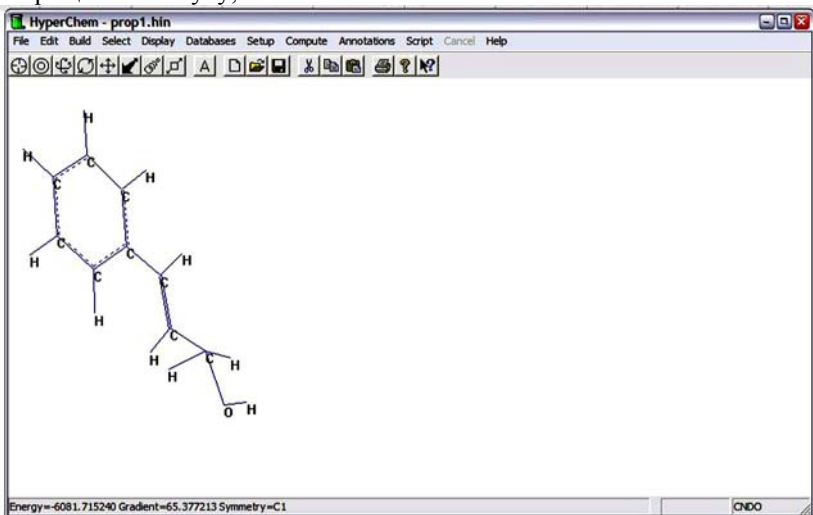 HyperChem - prop1.hin
File Edit Build Select Display Databases Setup Compute Annotations Script Cancel Help
A
H
H
C
H
C
C
C
C
H
H
C
C
H
C
H
C
H
H
O H
Energy=-6081.715240 Gradient=65.377213 Symmetry=C1 CNDO